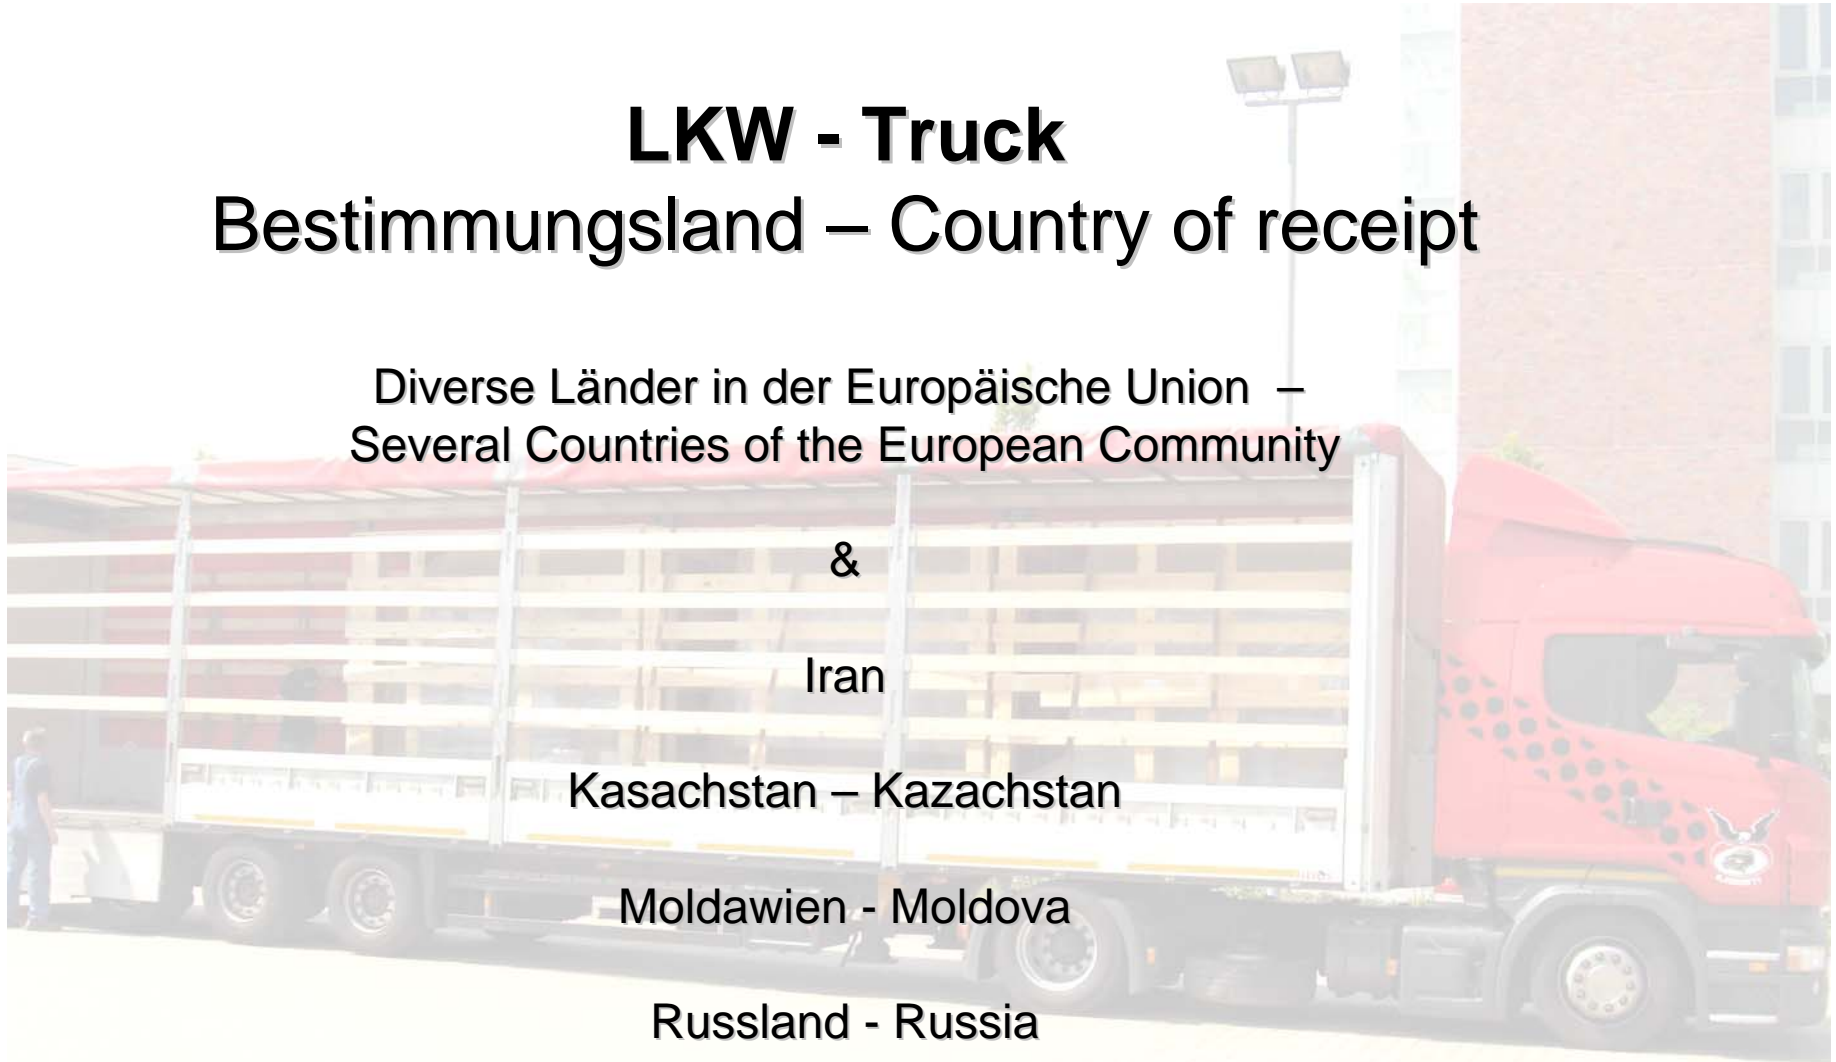 LKW - Truck
Bestimmungsland – Country of receipt
Diverse Länder in der Europäische Union –
Several Countries of the European Community
&
Iran
Kasachstan – Kazachstan
Moldawien - Moldova
Russland - Russia